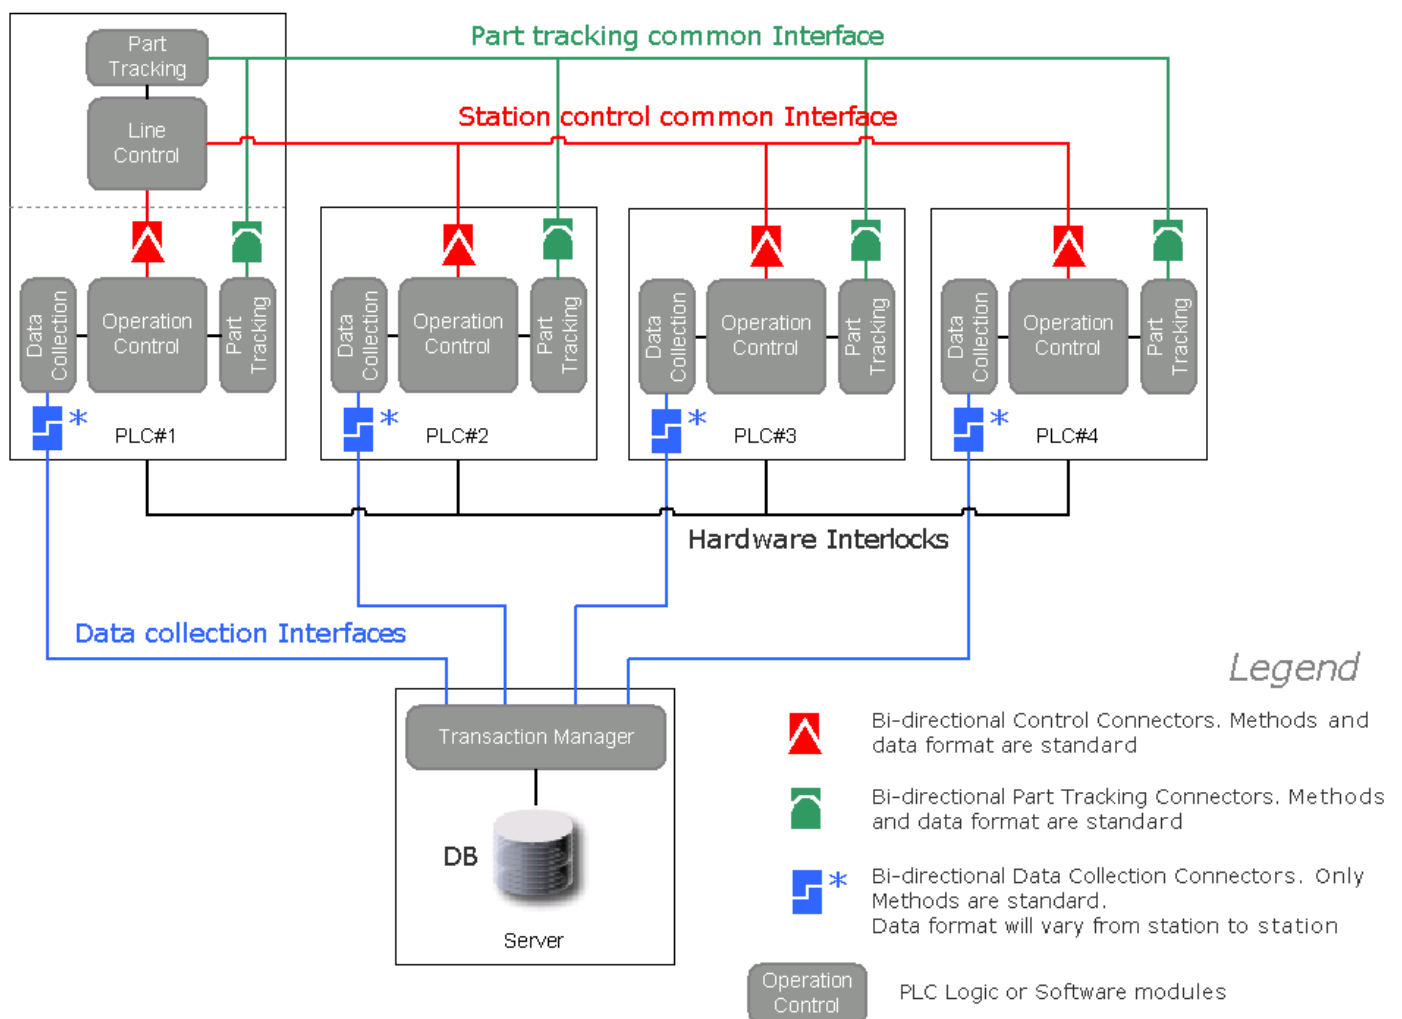 Part tracking common Interface
Part
Tracking
Line
Control
Station control common Interface
Data
Collection
Operation
Control
Part
Tracking
Data
Collection
Operation
Control
Part
Tracking
Data
Collection
Operation
Control
Part
Tracking
Data
Collection
Operation
Control
Part
Tracking
*
PLC#1
*
PLC#2
*
PLC#3
*
PLC#4
Hardware Interlocks
Data collection Interfaces
Transaction Manager
DB
Server
Legend
Bi-directional Control Connectors. Methods and
data format are standard
Bi-directional Part Tracking Connectors. Methods
and data format are standard
*
Bi-directional Data Collection Connectors. Only
Methods are standard.
Data format will vary from station to station
Operation
Control
PLC Logic or Software modules